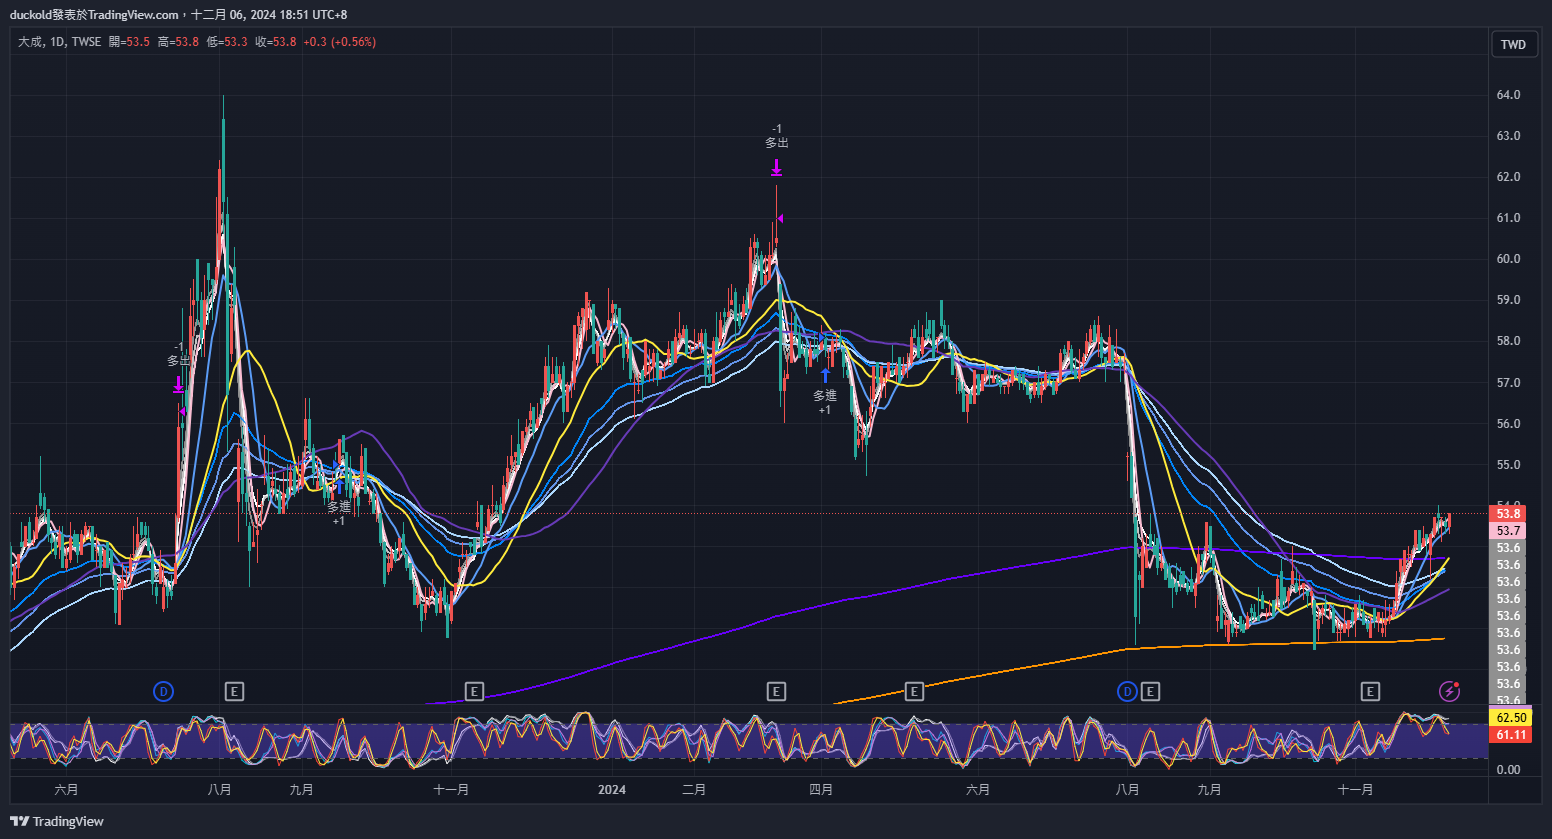 duckold發表於TradingView.com，十二月 06, 2024 18:51 UTC+8
大成, 1D, TWSE 開=53.5 高=53.8 低=53.3 收=53.8 +0.3 (+0.56%)
TWD
64.0
63.0
62.0
61.0
60.0
59.0
58.0
57.0
56.0
55.0
54.0
53.8
53.7
53.6
53.6
53.6
53.6
53.6
53.6
53.6
53.6
53.6
53.6
-1
多出
-1
多出
多進
+1
多進
+1
D
E
E
E
E
D
E
E
62.50
61.11
0.00
六月
八月
九月
十一月
2024
二月
四月
六月
八月
九月
十一月
TradingView